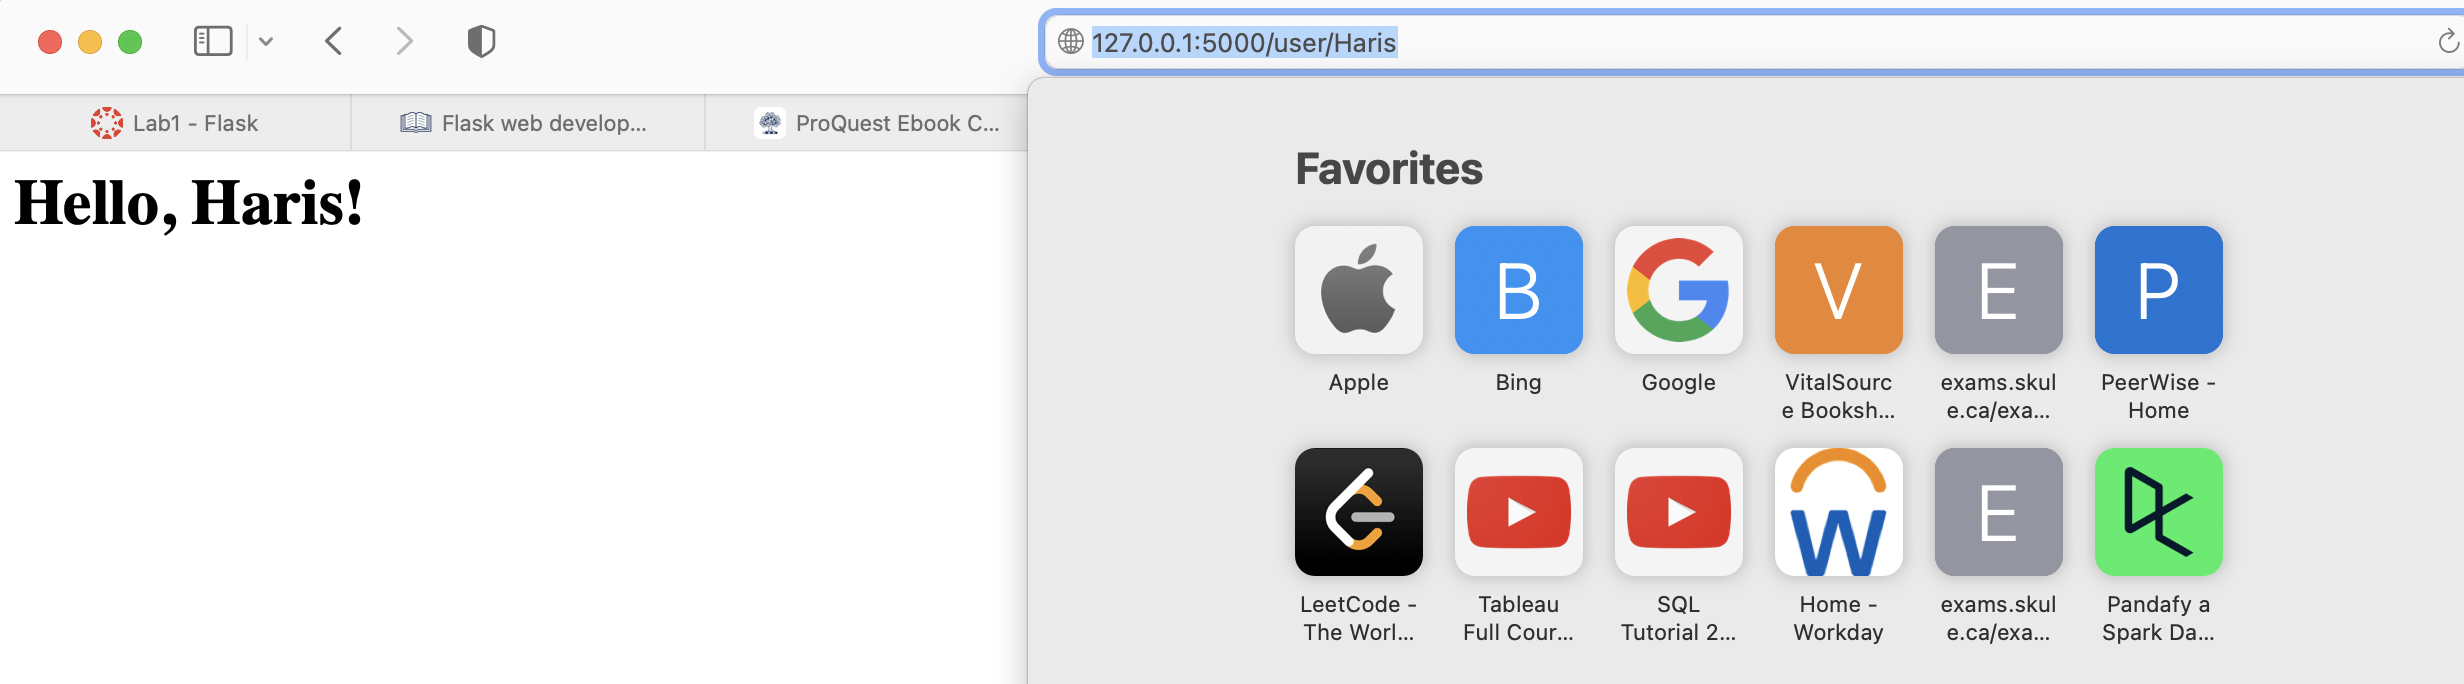 127.0.0.1:5000/user/Haris
Lab1 - Flask
Flask web develop...
ProQuest Ebook C...
Hello, Haris!
Favorites
B
V
E
P
Apple
Bing
Google
VitalSourc
e Booksh...
exams.skul
e.ca/exa...
PeerWise -
Home
W
E
LeetCode -
The Worl...
Tableau
Full Cour...
SQL
Tutorial 2...
Home -
Workday
exams.skul
e.ca/exa...
Pandafy a
Spark Da...